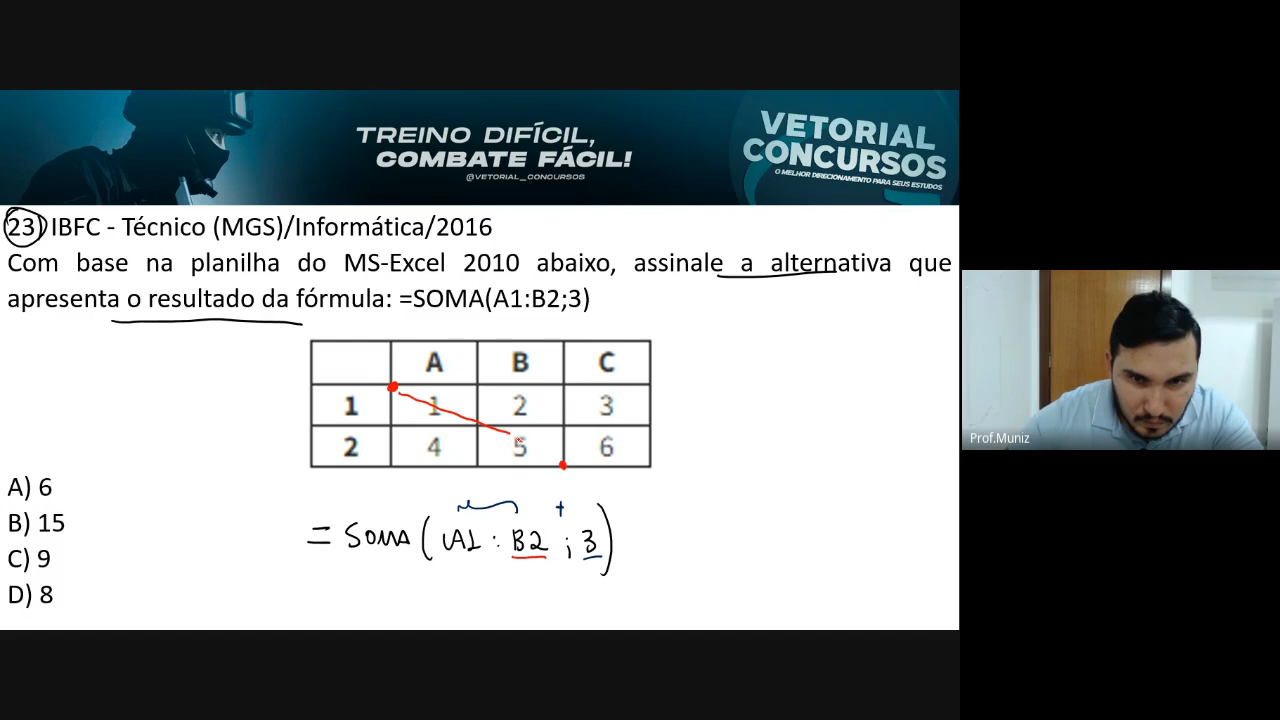 TREINO DIFÍCIL,
COMBATE FÁCIL!
@VETORIAL_CONCURSOS
VETORIAL
CONCURSOS
O MELHOR DIRECIONAMENTO PARA SEUS ESTUDOS
23) IBFC - Técnico (MGS)/Informática/2016
Com base na planilha do MS-Excel 2010 abaixo, assinale a alternativa que
apresenta o resultado da fórmula: =SOMA(A1:B2;3)
A B C
1 1 2 3
2 4 5 6
A) 6
B) 15
C) 9
D) 8
+
= SOMA (A1 : B2 ; 3)
Prof.Muniz